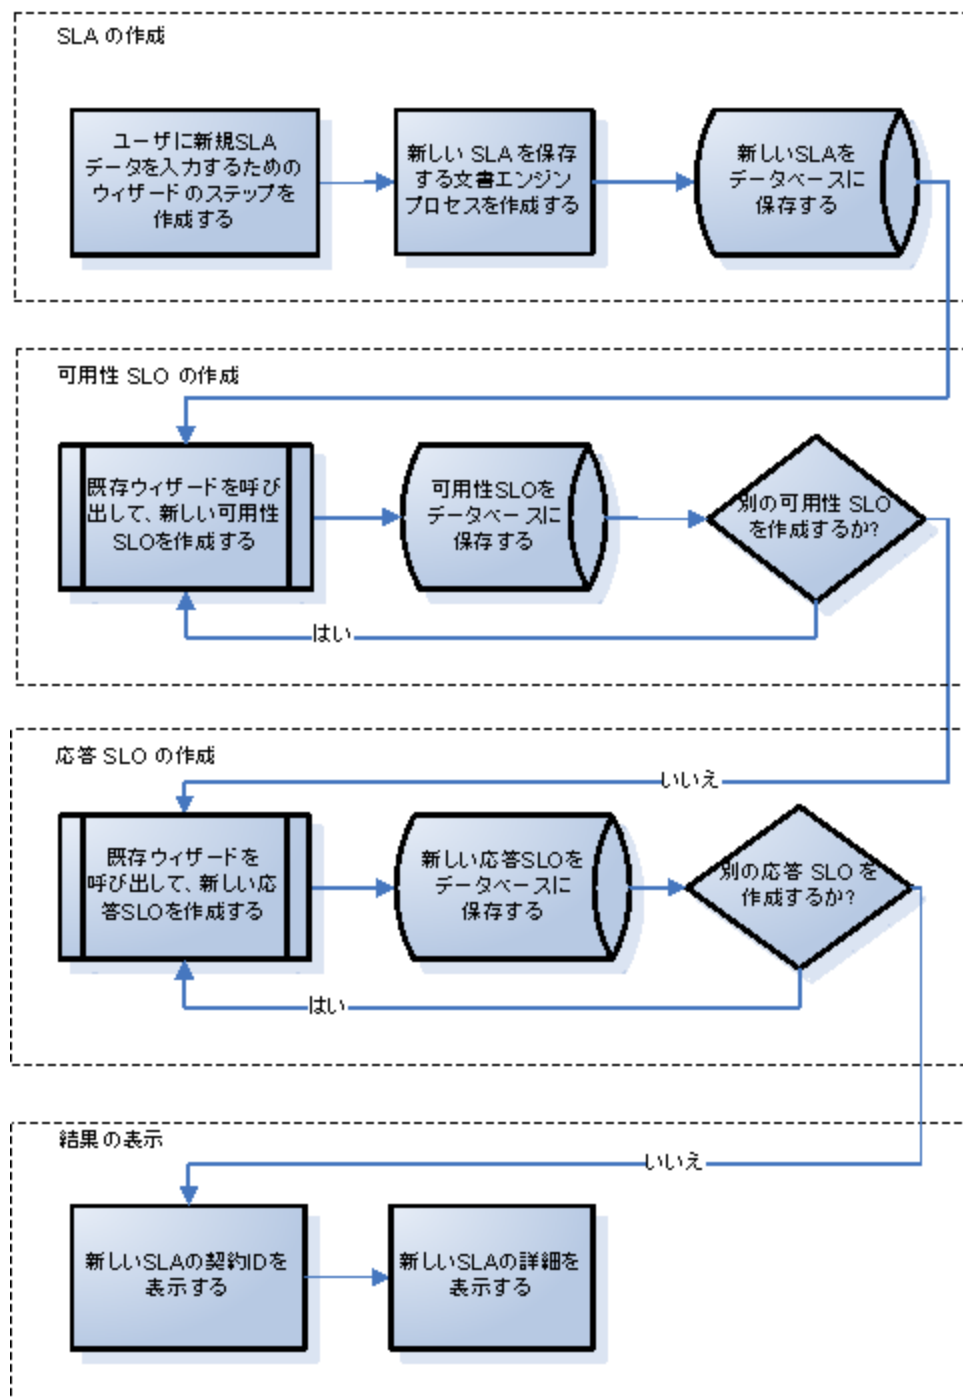 SLA の作成
ユーザに新規SLA
データを入力するための
ウィザードのステップを
作成する
新しい SLA を保存
する文書エンジン
プロセスを作成する
新しいSLAを
データベースに
保存する
可用性 SLO の作成
既存ウィザードを呼び
出して、新しい可用性
SLOを作成する
可用性SLOを
データベースに
保存する
別の可用性 SLO
を作成するか?
はい
応答 SLO の作成
いいえ
既存ウィザードを
呼び出して、新しい応
答SLOを作成する
新しい応答SLOを
データベースに
保存する
別の応答 SLO を
作成するか?
はい
結果の表示
いいえ
新しいSLAの契約IDを
表示する
新しいSLAの詳細を
表示する